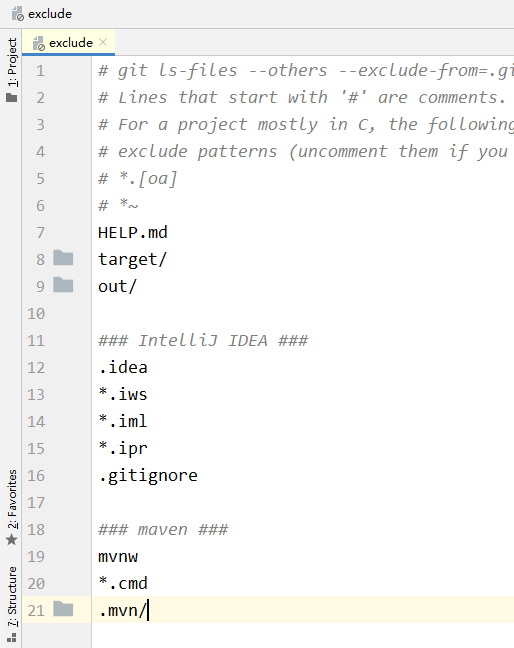 exclude
exclude
1: Project
1 # git ls-files --others --exclude-from=.gi
2 # Lines that start with '#' are comments.
3 # For a project mostly in C, the following
4 # exclude patterns (uncomment them if you
5 # *.[oa]
6 # *~
7 HELP.md
8 target/
9 out/
10
11 ### IntelliJ IDEA ###
12 .idea
13 *.iws
14 *.iml
15 *.ipr
16 .gitignore
17
18 ### maven ###
19 mvnw
20 *.cmd
21 .mvn/
2: Favorites
7: Structure